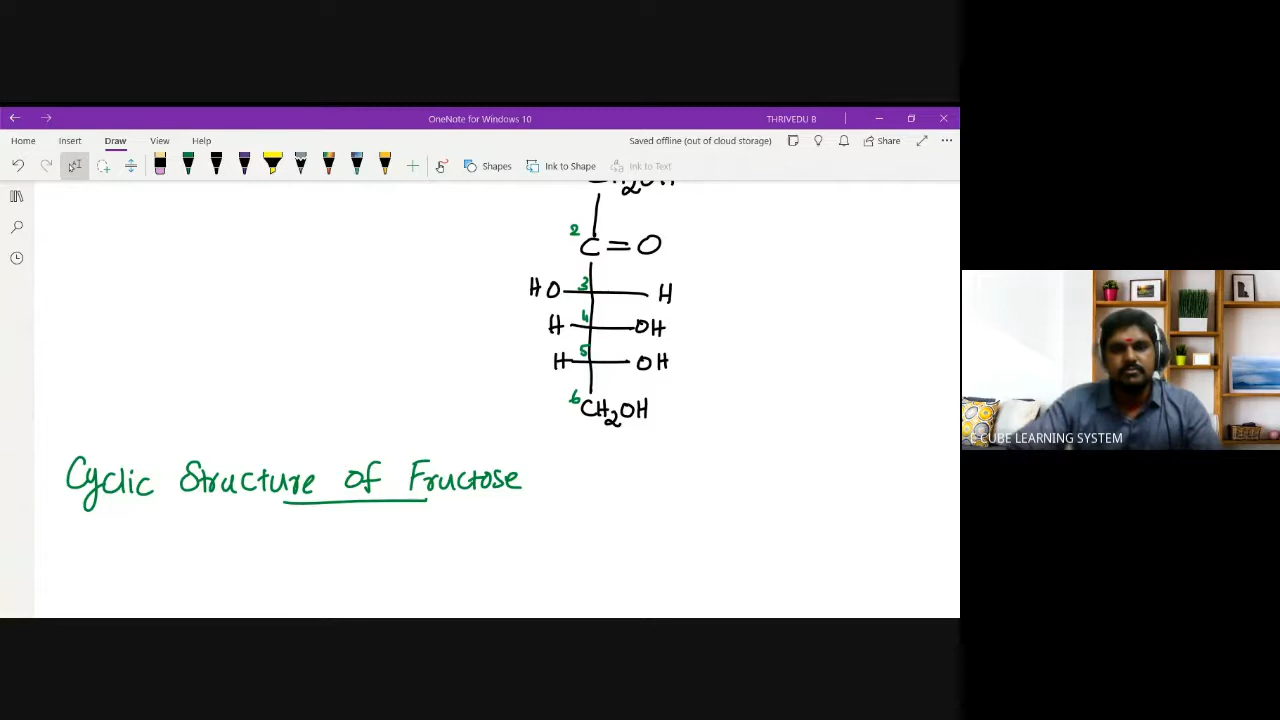 OneNote for Windows 10
THRIVEDU B
Home Insert Draw View Help
Saved offline (out of cloud storage)
Share
Shapes
Ink to Shape
Ink to Text
CH2OH
2
C=O
HO 3 H
H 4 OH
H 5 OH
6 CH2OH
Cyclic Structure of Fructose
C CUBE LEARNING SYSTEM